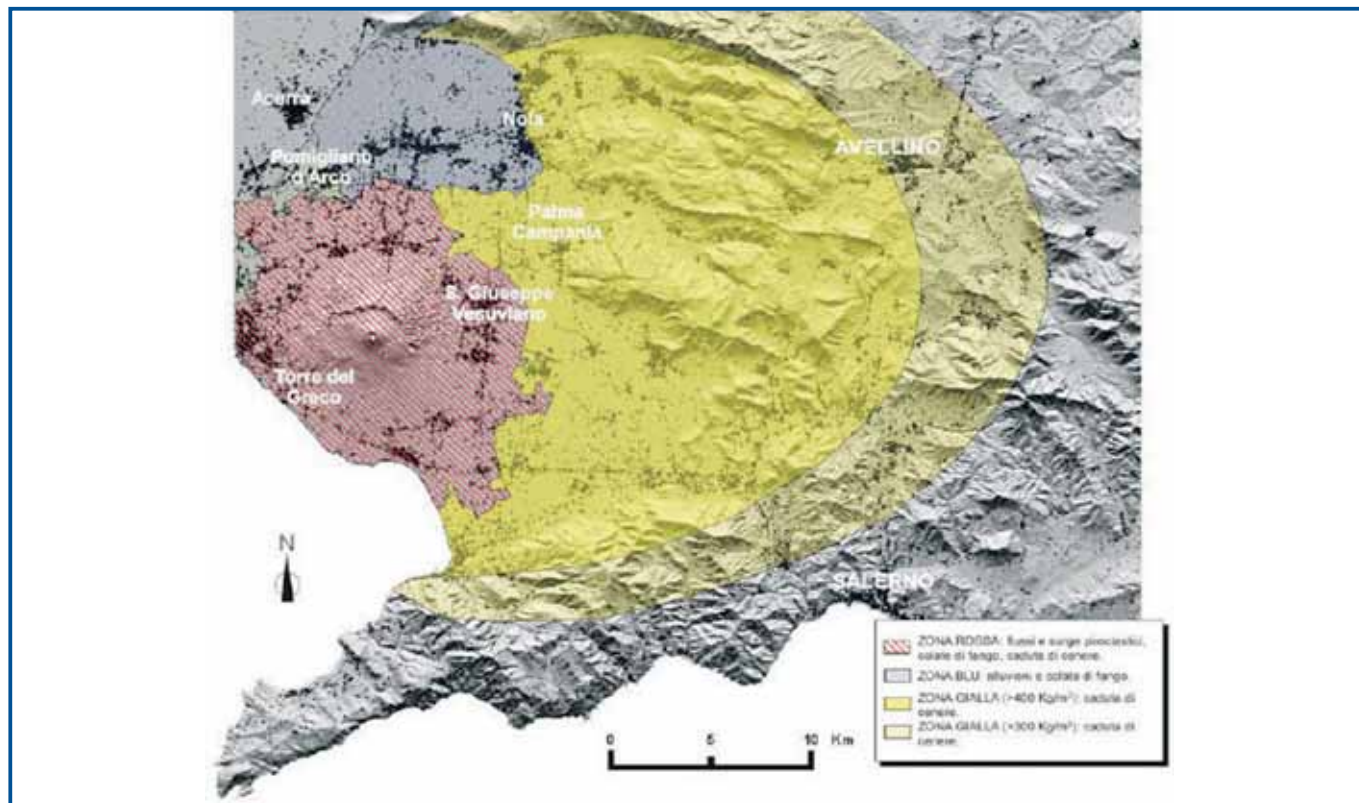 Acerra
Nola
Pomigliano
d'Arco
AVELLINO
Palma
Campania
S. Giuseppe
Vesuviano
Torre del
Greco
N
SALERNO
ZONA ROSSA: flussi e surge piroclastici,
colate di fango, caduta di cenere.
ZONA BLU: alluvioni e colate di fango.
ZONA GIALLA (>400 Kg/m²): caduta di
cenere.
ZONA GIALLA (>300 Kg/m²): caduta di
cenere.
0 5 10 Km